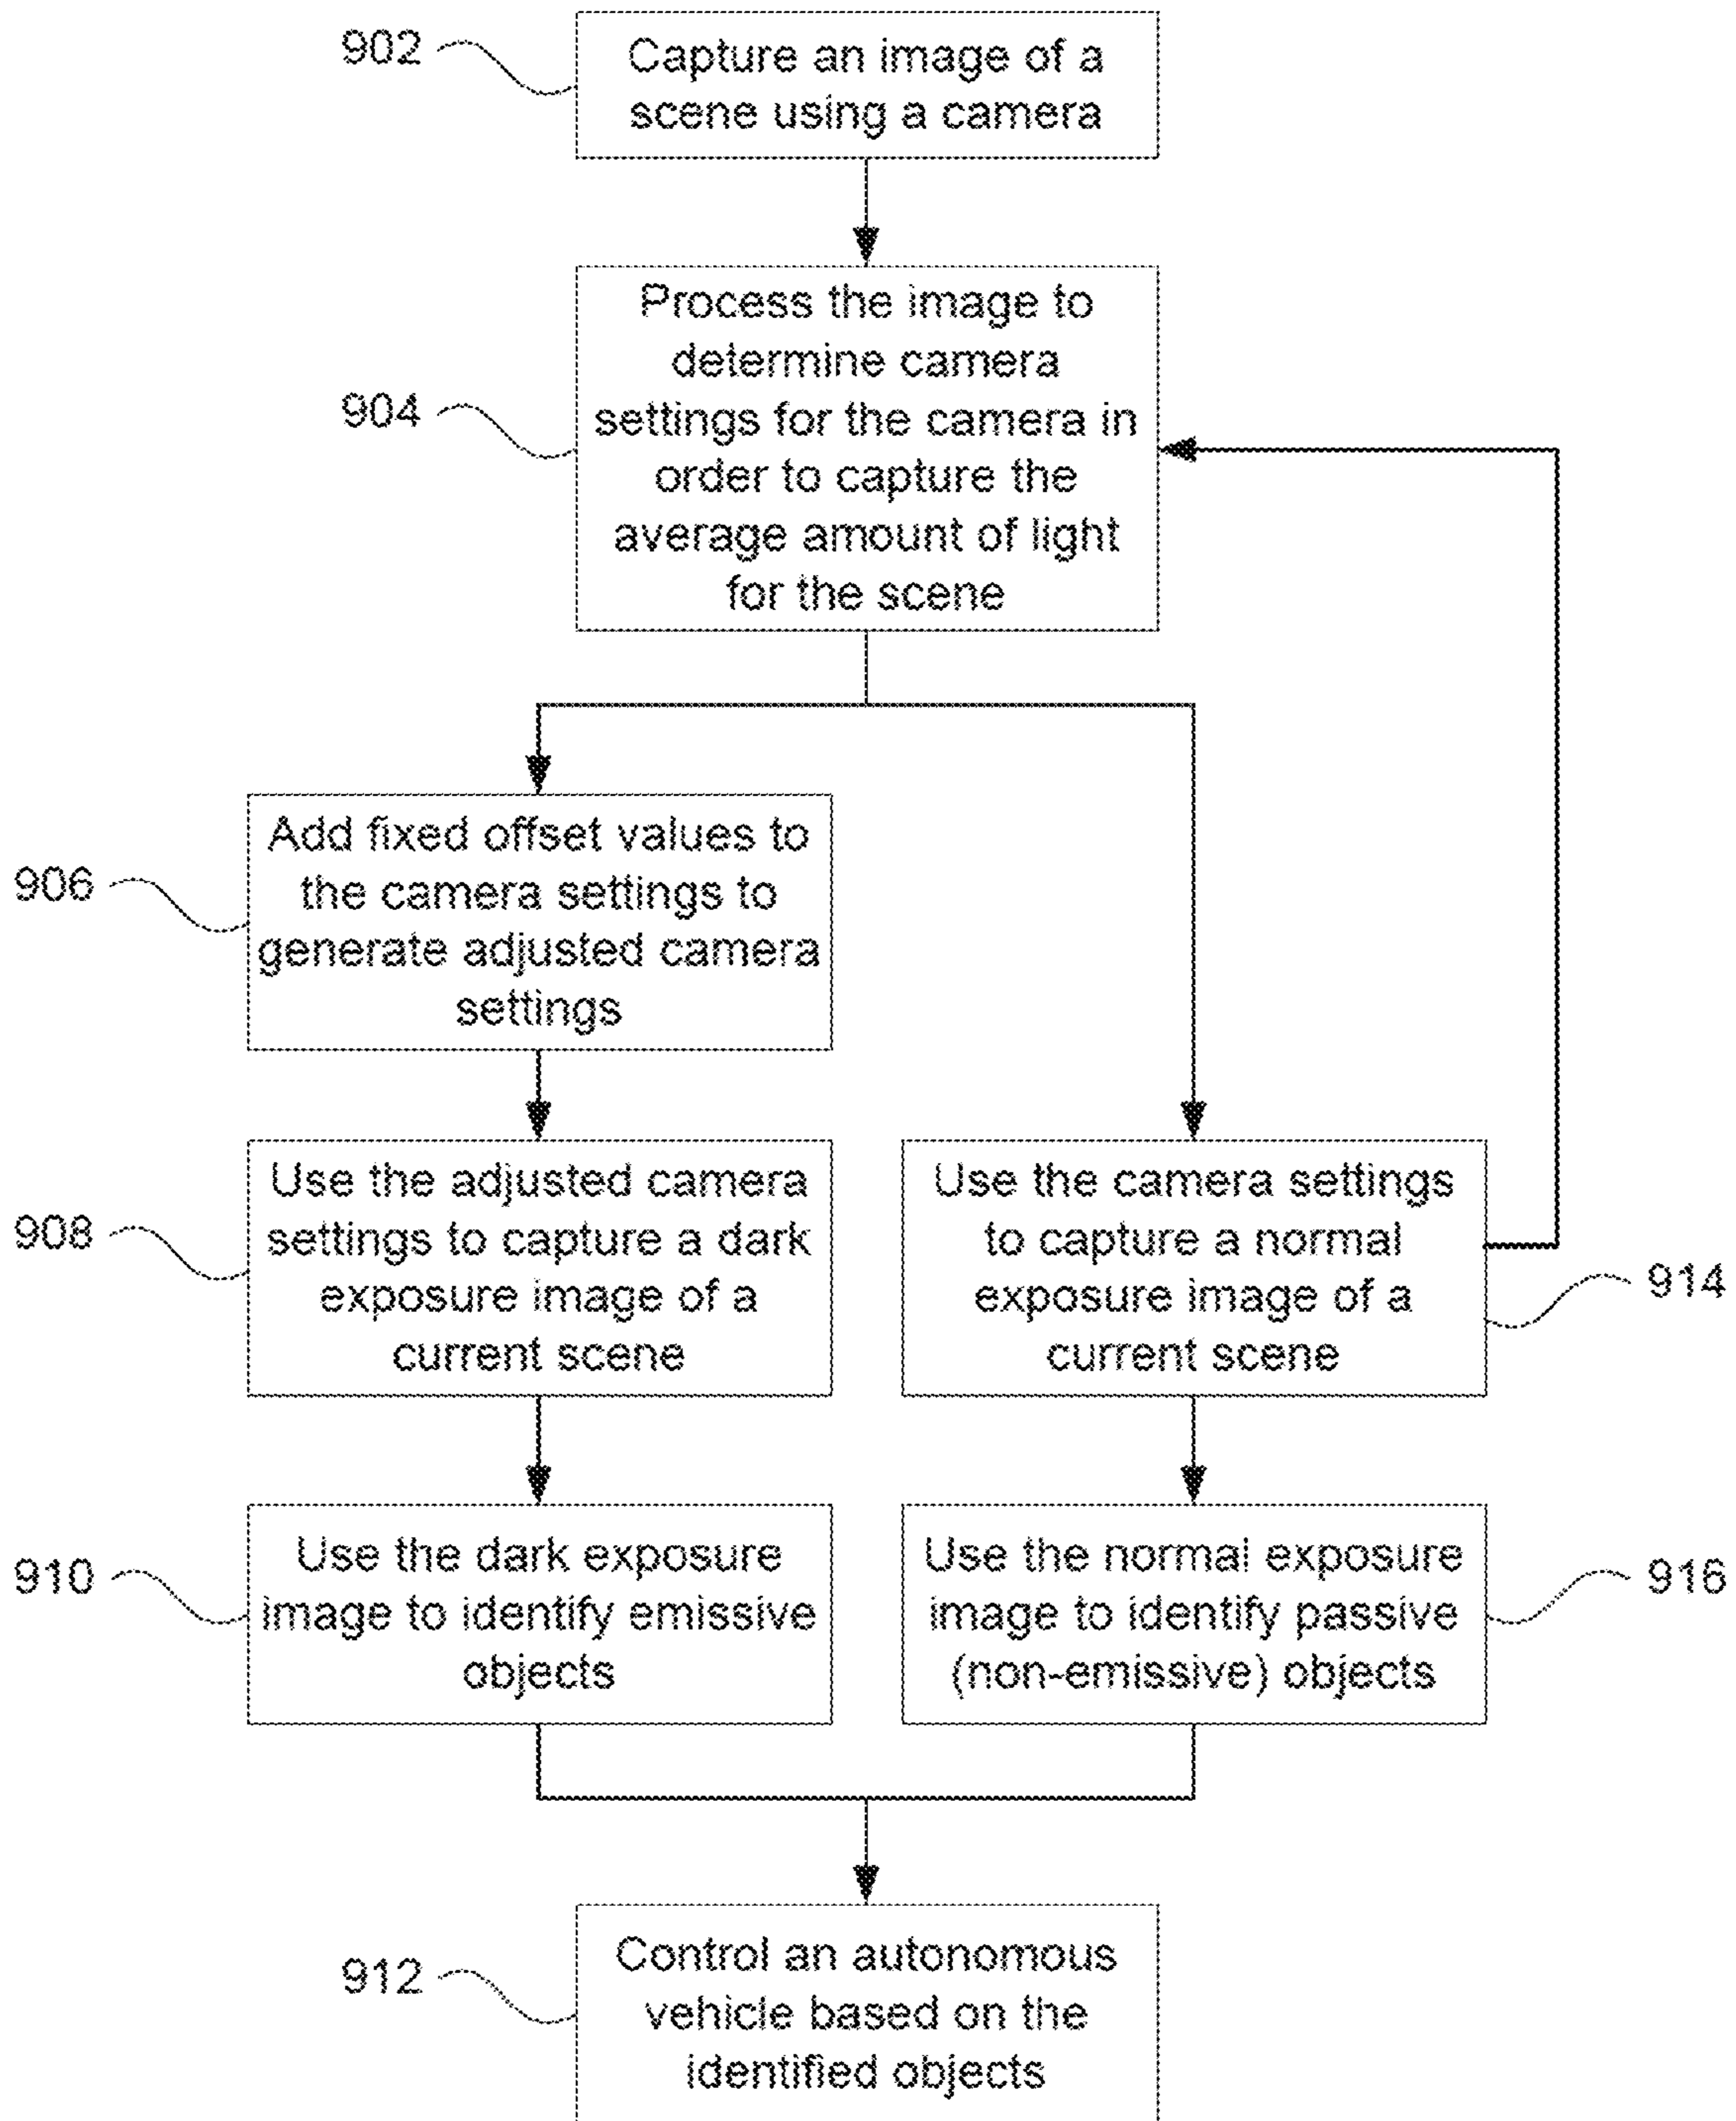 902
Capture an image of a
scene using a camera
904
Process the image to
determine camera
settings for the camera in
order to capture the
average amount of light
for the scene
906
Add fixed offset values to
the camera settings to
generate adjusted camera
settings
908
Use the adjusted camera
settings to capture a dark
exposure image of a
current scene
Use the camera settings
to capture a normal
exposure image of a
current scene
914
910
Use the dark exposure
image to identify emissive
objects
Use the normal exposure
image to identify passive
(non-emissive) objects
916
912
Control an autonomous
vehicle based on the
identified objects